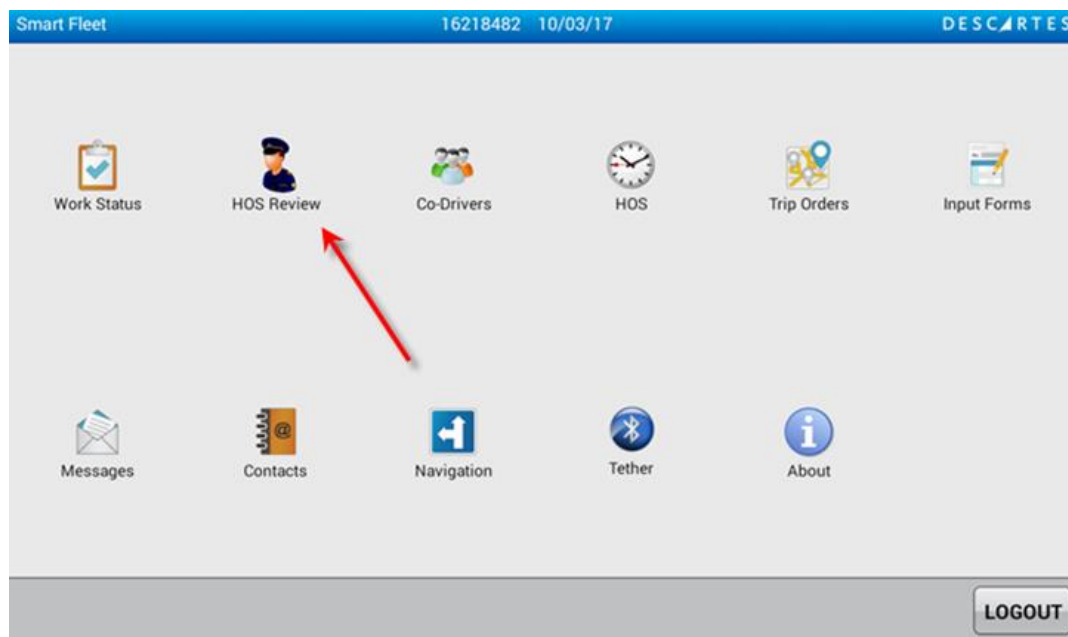 Smart Fleet 16218482 10/03/17 DESCARTES
Work Status HOS Review Co-Drivers HOS Trip Orders Input Forms
@
Messages Contacts Navigation Tether About
LOGOUT